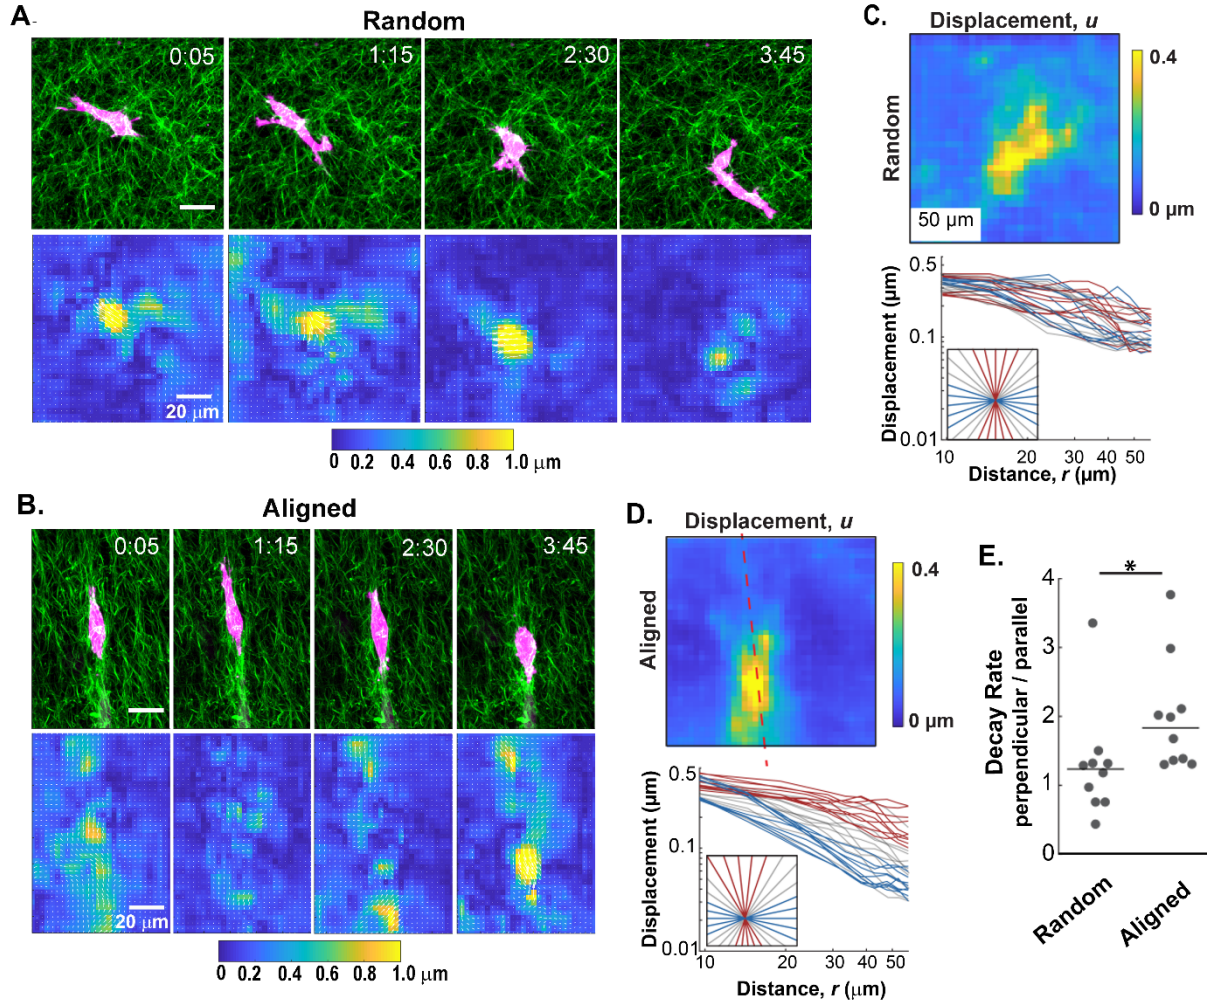 A-
Random
0:05 1:15 2:30 3:45
20 μm
0 0.2 0.4 0.6 0.8 1.0 μm
B.
Aligned
0:05 1:15 2:30 3:45
20 μm 20 μm
0 0.2 0.4 0.6 0.8 1.0 μm
C.
Displacement, u
Random
50 μm
0.4
0 μm
Displacement (μm)
0.5
0.1
0.01
10 20 30 40 50
Distance, r (μm)
D.
Displacement, u
Aligned
0.4
0 μm
Displacement (μm)
0.5
0.1
0.01
10 20 30 40 50
Distance, r (μm)
E.
*
Decay Rate
perpendicular / parallel
4
3
2
1
0
Random Aligned